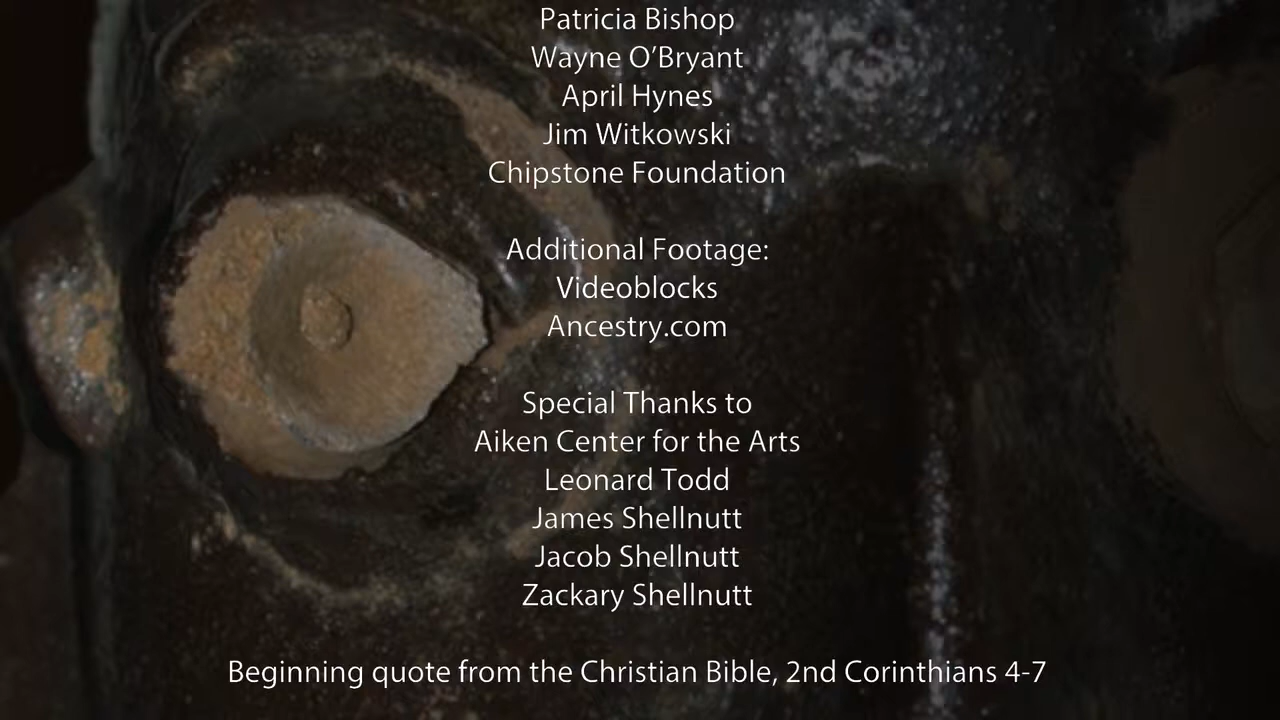 Patricia Bishop
Wayne O’Bryant
April Hynes
Jim Witkowski
Chipstone Foundation
Additional Footage:
Videoblocks
Ancestry.com
Special Thanks to
Aiken Center for the Arts
Leonard Todd
James Shellnutt
Jacob Shellnutt
Zackary Shellnutt
Beginning quote from the Christian Bible, 2nd Corinthians 4-7